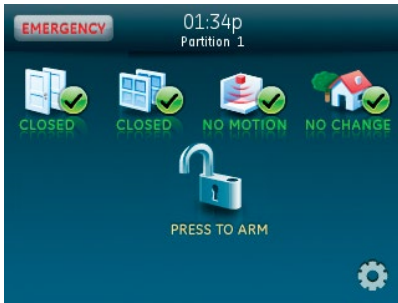 EMERGENCY
01:34p
Partition 1
CLOSED
CLOSED
NO MOTION
NO CHANGE
PRESS TO ARM